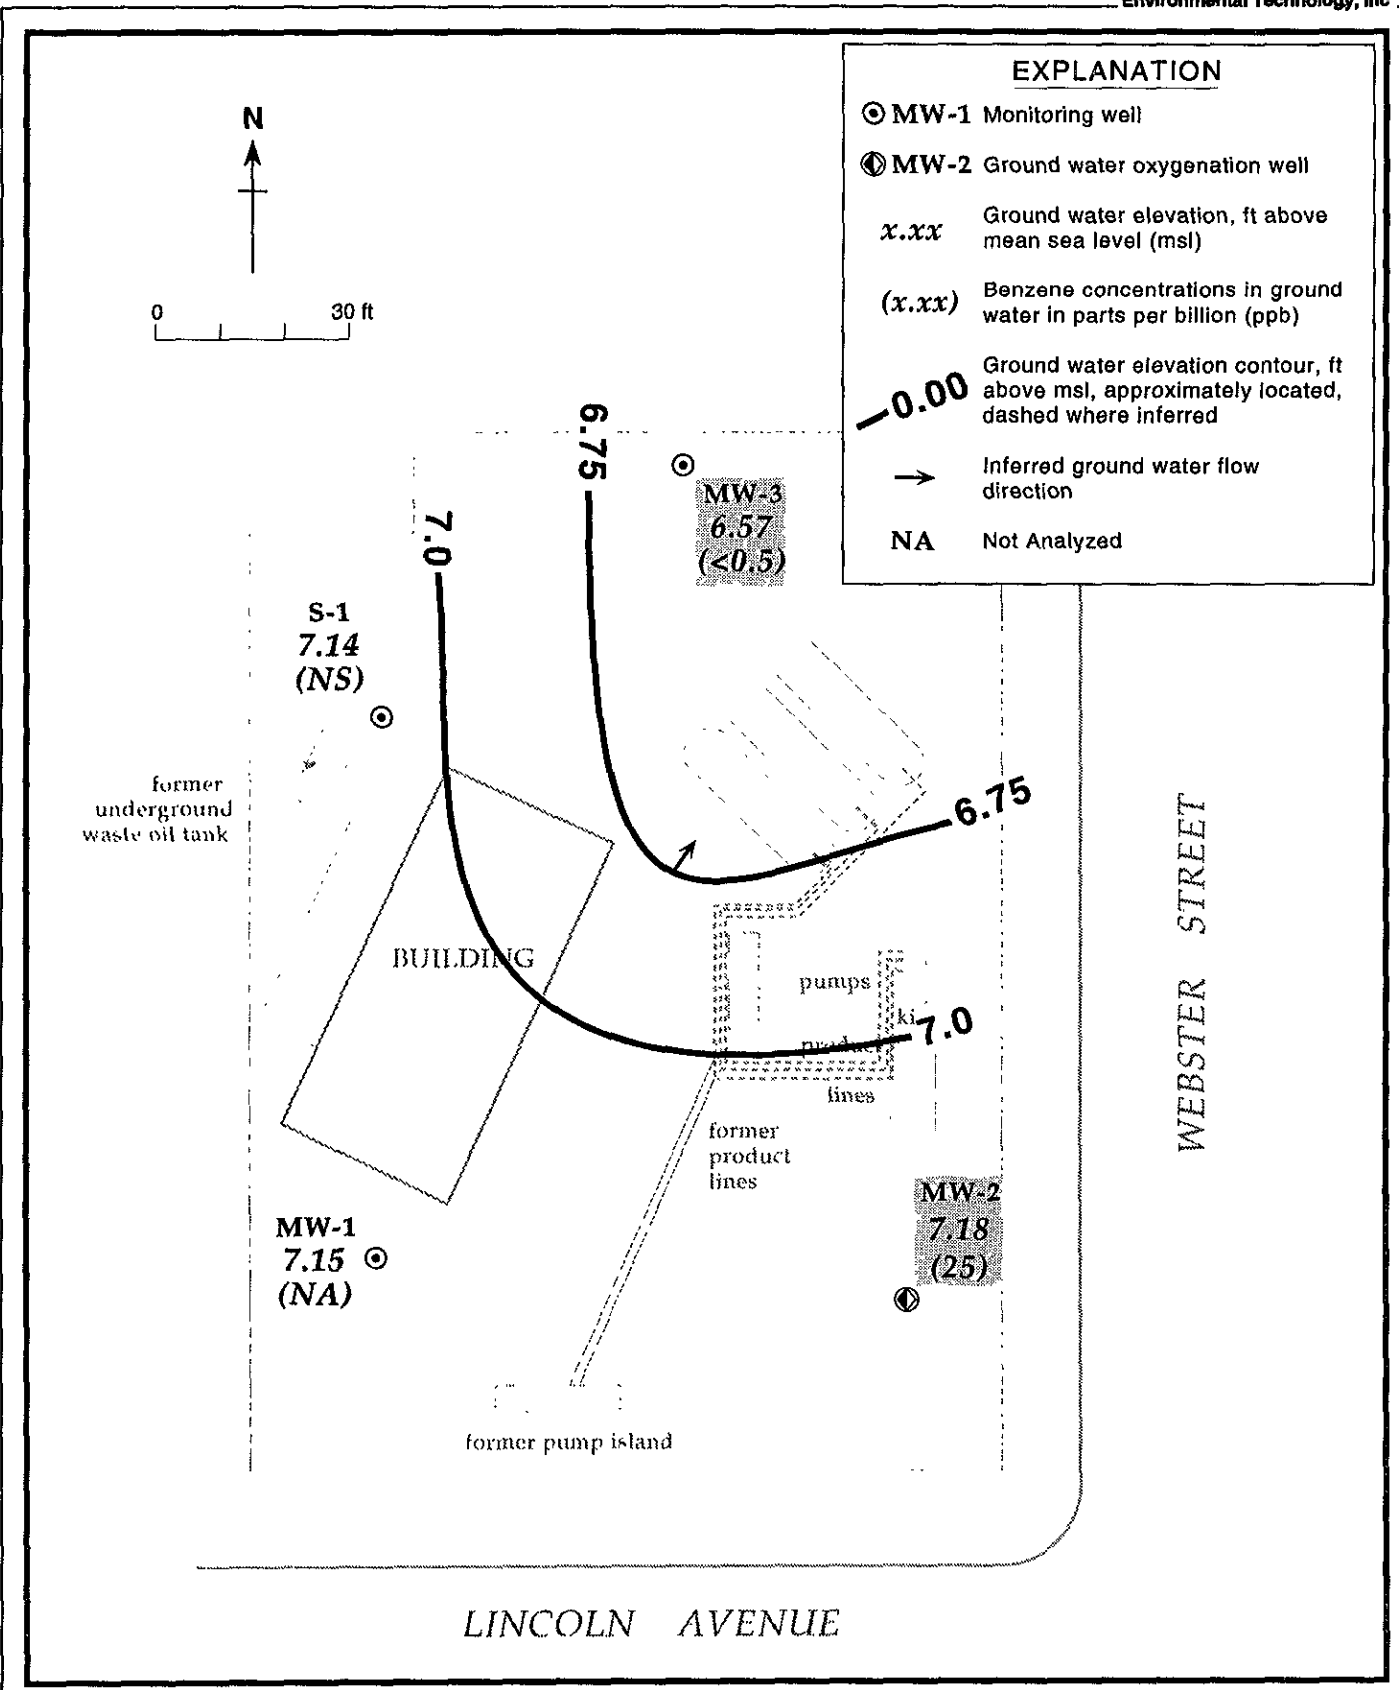 Environmental Technology, Inc
EXPLANATION
MW-1 Monitoring well
MW-2 Ground water oxygenation well
x.xx Ground water elevation, ft above
mean sea level (msl)
(x.xx) Benzene concentrations in ground
water in parts per billion (ppb)
0.00 Ground water elevation contour, ft
above msl, approximately located,
dashed where inferred
Inferred ground water flow
direction
NA Not Analyzed
N
0 30 ft
6.75
MW-3
6.57
(<0.5)
7.0
S-1
7.14
(NS)
former
underground
waste oil tank
6.75
BUILDING
pumps
7.0
product
lines
former
product
lines
MW-2
7.18
(25)
MW-1
7.15
(NA)
former pump island
WEBSTER STREET
LINCOLN AVENUE